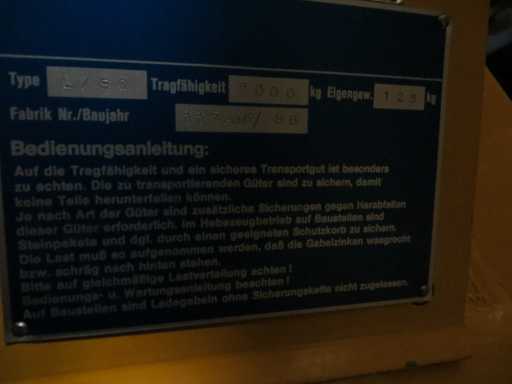 Type Tragfähigkeit kg Eigengew. 125 kg
Fabrik Nr./Baujahr
Bedienungsanleitung:
Auf die Tragfähigkeit und ein sicheres Transportgut ist besonders
zu achten. Die zu transportierenden Güter sind zu sichern, damit
keine Teile herunterfallen können.
Je nach Art der Güter sind zusätzliche Sicherungen gegen Herabfallen
dieser Güter erforderlich. Im Hebezeugbetrieb auf Baustellen sind
Steinpakete und dgl. durch einen geeigneten Schutzkorb zu sichern.
Die Last muß so aufgenommen werden, daß die Gabelzinken waagrecht
bzw. schräg nach hinten stehen.
Bitte auf gleichmäßige Lastverteilung achten!
Bedienungs- u. Wartungsanleitung beachten!
Auf Baustellen sind Ladegabeln ohne Sicherungskette nicht zugelassen.